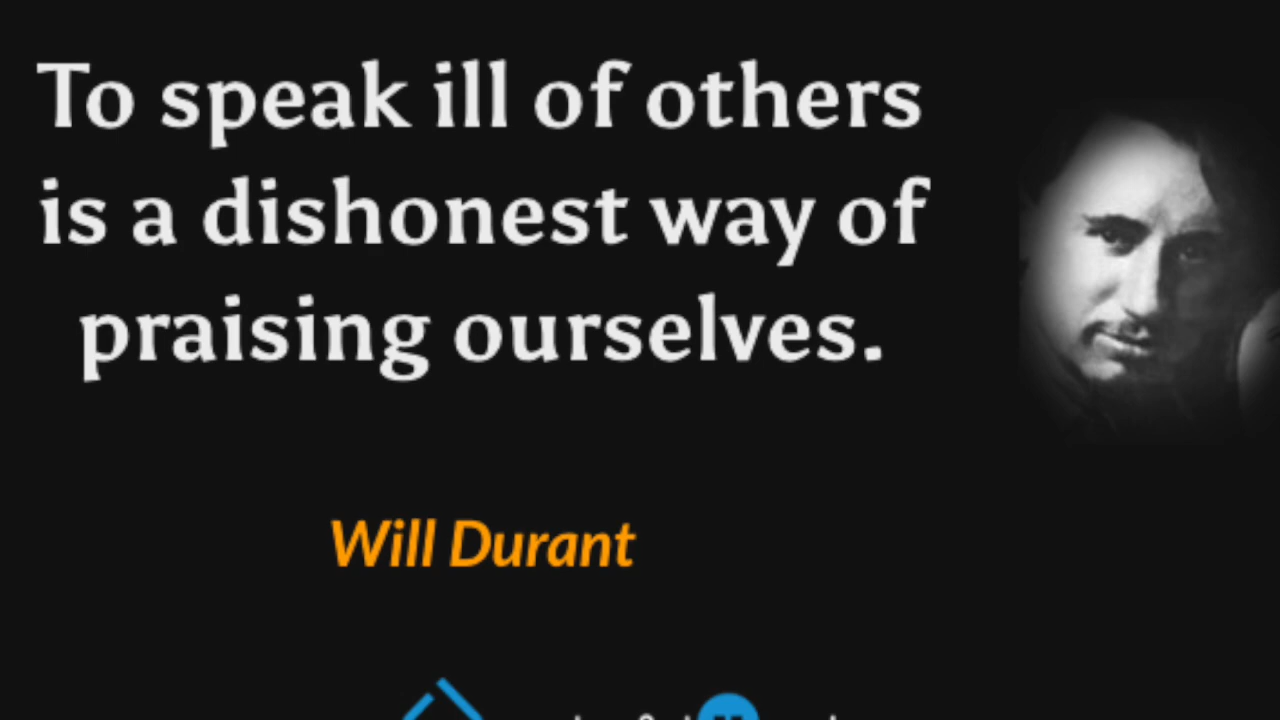 To speak ill of others
is a dishonest way of
praising ourselves.
Will Durant